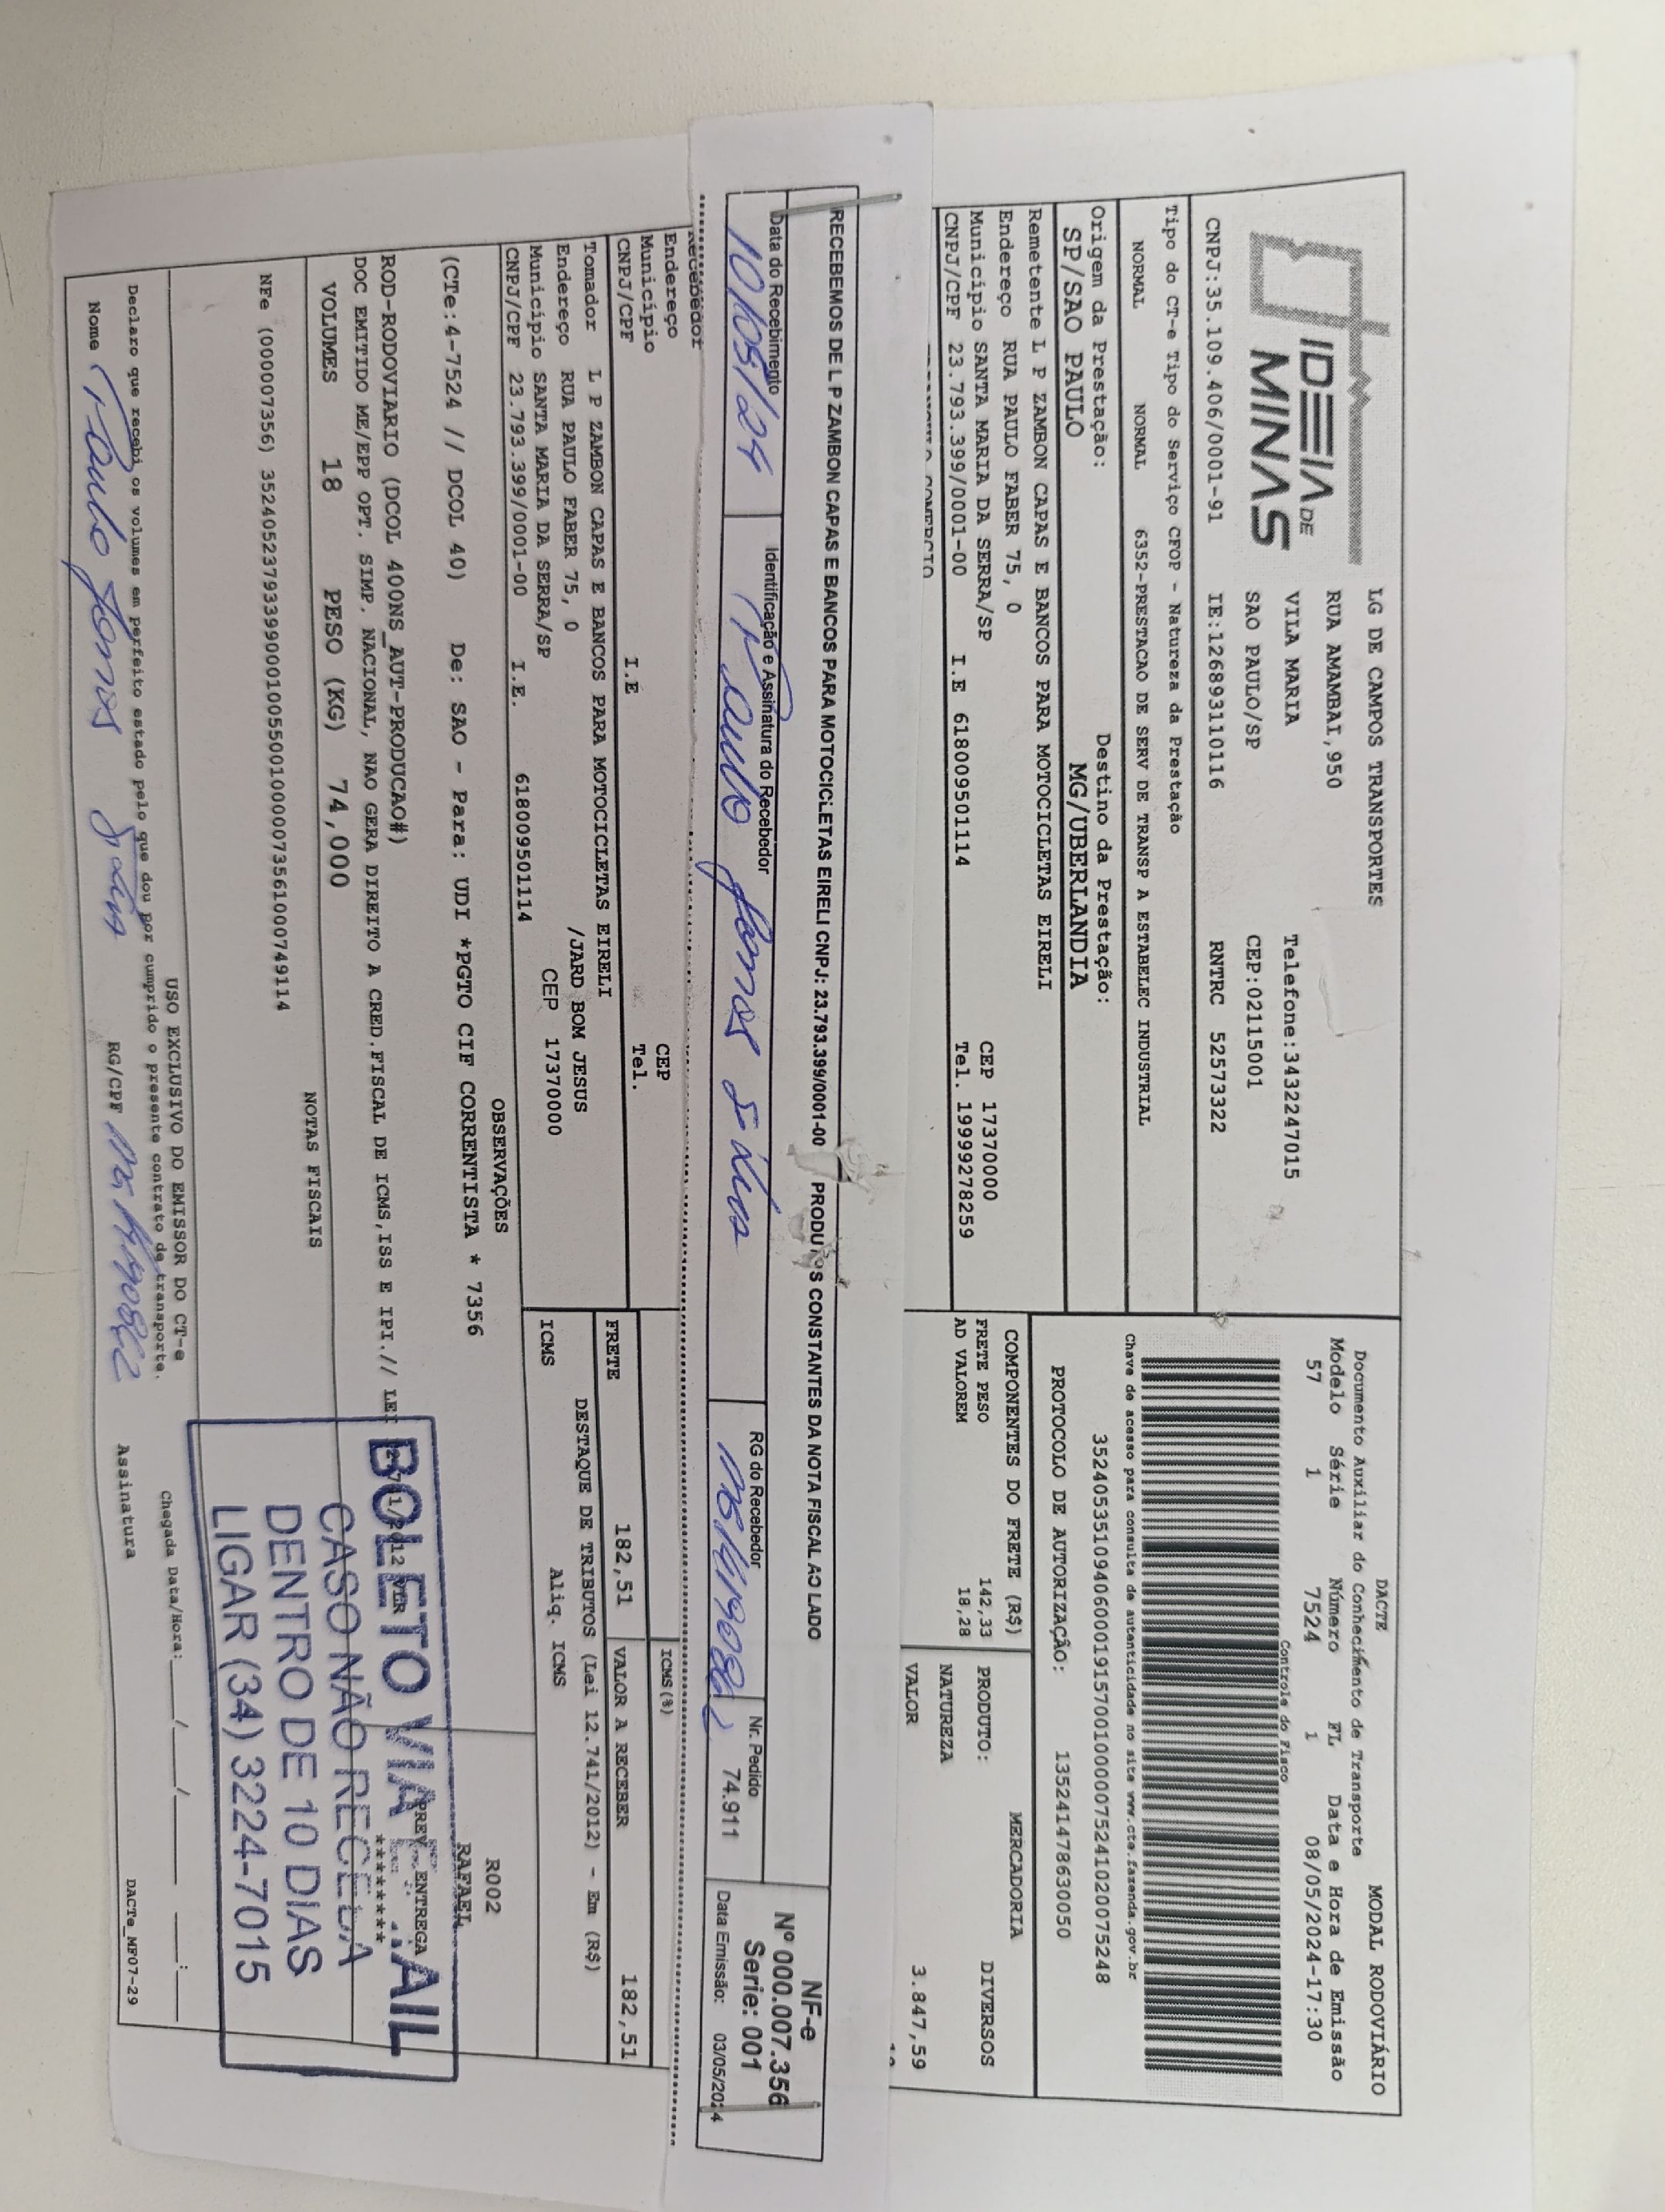 IDEIA DE
MINAS
LG DE CAMPOS TRANSPORTES
RUA AMAMBAI,950
VILA MARIA Telefone:3432247015
SAO PAULO/SP CEP:02115001
CNPJ:35.109.406/0001-91 IE:126893110116 RNTRC 52573322
Tipo do CT-e Tipo do Serviço CFOP - Natureza da Prestação
NORMAL NORMAL 6352-PRESTACAO DE SERV DE TRANSP A ESTABELEC INDUSTRIAL
Origem da Prestação: Destino da Prestação:
SP/SAO PAULO MG/UBERLANDIA
Remetente L P ZAMBON CAPAS E BANCOS PARA MOTOCICLETAS EIRELI
Endereço RUA PAULO FABER 75, 0
Município SANTA MARIA DA SERRA/SP CEP 17370000
CNPJ/CPF 23.793.399/0001-00 I.E 618009501114 Tel. 19999278259
DACTE MODAL RODOVIÁRIO
Documento Auxiliar do Conhecimento de Transporte
Modelo Série Número FL Data e Hora de Emissão
57 1 7524 1 08/05/2024-17:30
Controle do Fisco
Chave de acesso para consulta de autenticidade no site www.cte.fazenda.gov.br
35240535109406000191570010000075241020075248
PROTOCOLO DE AUTORIZAÇÃO: 135241478630050
COMPONENTES DO FRETE (R$) MERCADORIA
FRETE PESO 142,33 PRODUTO: DIVERSOS
AD VALOREM 18,28 NATUREZA
VALOR 3.847,59
RECEBEMOS DE L P ZAMBON CAPAS E BANCOS PARA MOTOCICLETAS EIRELI CNPJ: 23.793.399/0001-00 PRODUTOS CONSTANTES DA NOTA FISCAL AO LADO
Data do Recebimento Identificação e Assinatura do Recebedor RG do Recebedor Nr. Pedido
10/05/24 Paulo 74.911
NF-e
Nº 000.007.356
Serie: 001
Data Emissão: 03/05/2024
Recebedor
Endereço
Município CEP
CNPJ/CPF I.E Tel.
Tomador L P ZAMBON CAPAS E BANCOS PARA MOTOCICLETAS EIRELI
Endereço RUA PAULO FABER 75, 0 /JARD BOM JESUS
Município SANTA MARIA DA SERRA/SP CEP 17370000
CNPJ/CPF 23.793.399/0001-00 I.E. 618009501114
ICMS (%)
FRETE 182,51 VALOR A RECEBER 182,51
DESTAQUE DE TRIBUTOS (Lei 12.741/2012) - Em (R$)
ICMS Aliq. ICMS
OBSERVAÇÕES
(CTe:4-7524 // DCOL 40) De: SAO - Para: UDI *PGTO CIF CORRENTISTA * 7356
R002
RAFAEL
ROD-RODOVIARIO (DCOL 400NS_AUT-PRODUCAO#)
DOC EMITIDO ME/EPP OPT. SIMP. NACIONAL, NAO GERA DIREITO A CRED.FISCAL DE ICMS,ISS E IPI.// LEI
PREV. ENTREGA
********
VOLUMES 18 PESO (KG) 74,000
NOTAS FISCAIS
NFe (000007356) 35240523793399000100550010000073561000749114
BOLETO VIA
CASO NÃO RECEBA
DENTRO DE 10 DIAS
LIGAR (34) 3224-7015
USO EXCLUSIVO DO EMISSOR DO CT-e
Declaro que recebi os volumes em perfeito estado pelo que dou por cumprido o presente contrato de transporte.
Chegada Data/Hora:___/___/_____ ___:___
Nome Paulo RG/CPF Assinatura
DACTe_MF07-29